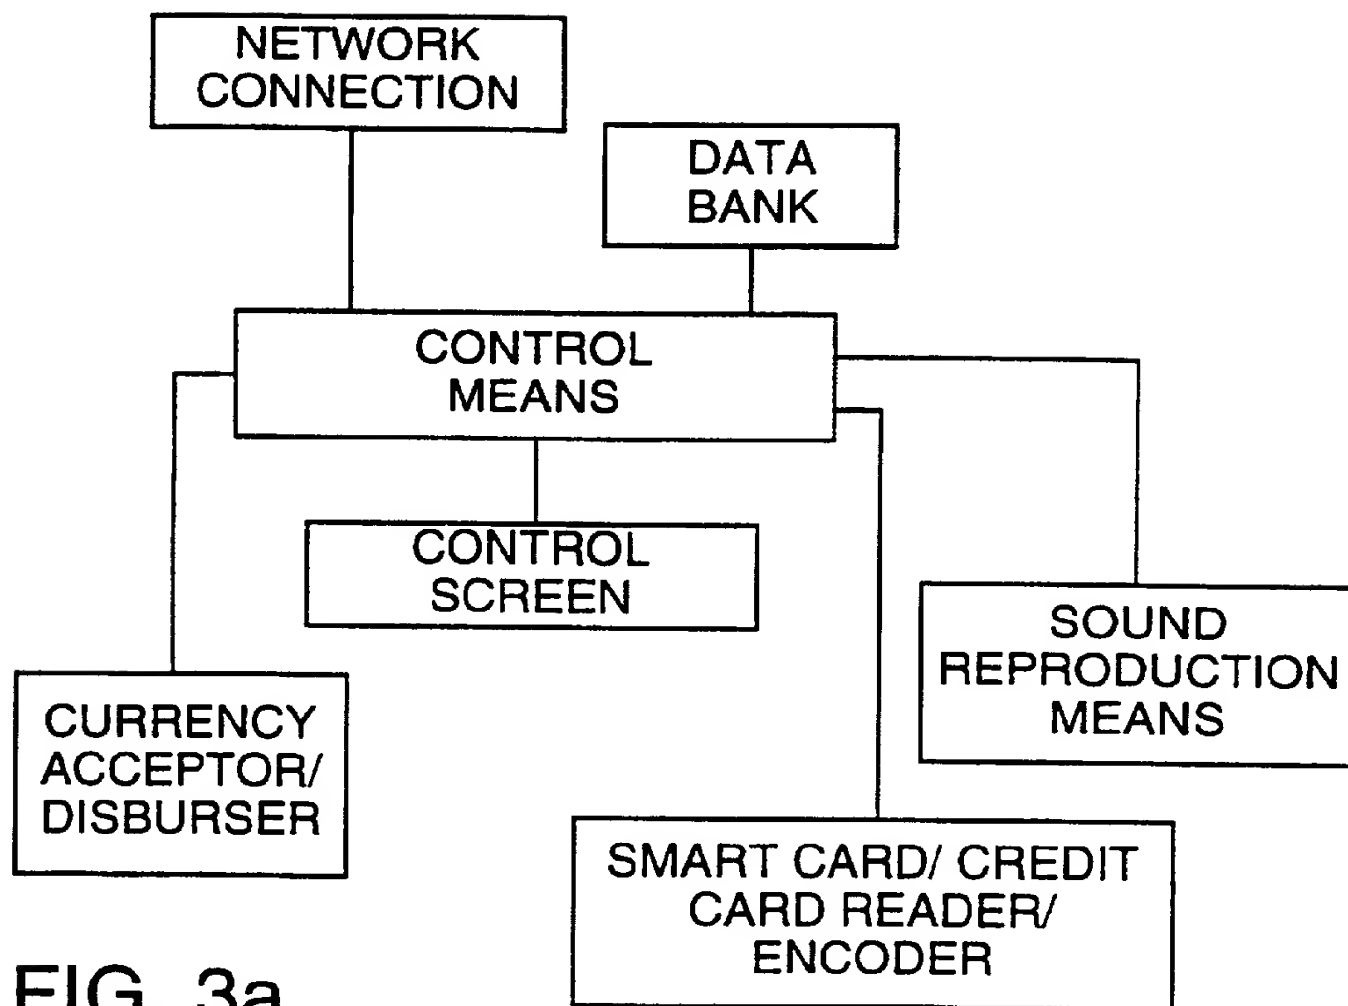 NETWORK
CONNECTION
DATA
BANK
CONTROL
MEANS
CONTROL
SCREEN
SOUND
REPRODUCTION
MEANS
CURRENCY
ACCEPTOR/
DISBURSER
SMART CARD/ CREDIT
CARD READER/
ENCODER
FIG. 3a